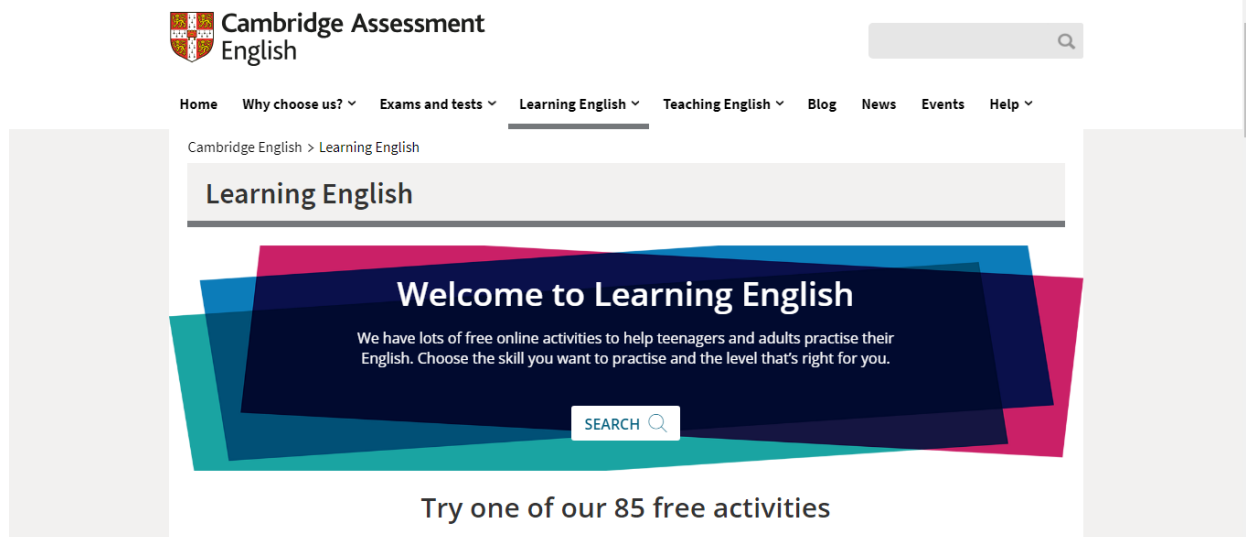 Cambridge Assessment
English
Home Why choose us? Exams and tests Learning English Teaching English Blog News Events Help
Cambridge English > Learning English
Learning English
Welcome to Learning English
We have lots of free online activities to help teenagers and adults practise their
English. Choose the skill you want to practise and the level that's right for you.
SEARCH
Try one of our 85 free activities